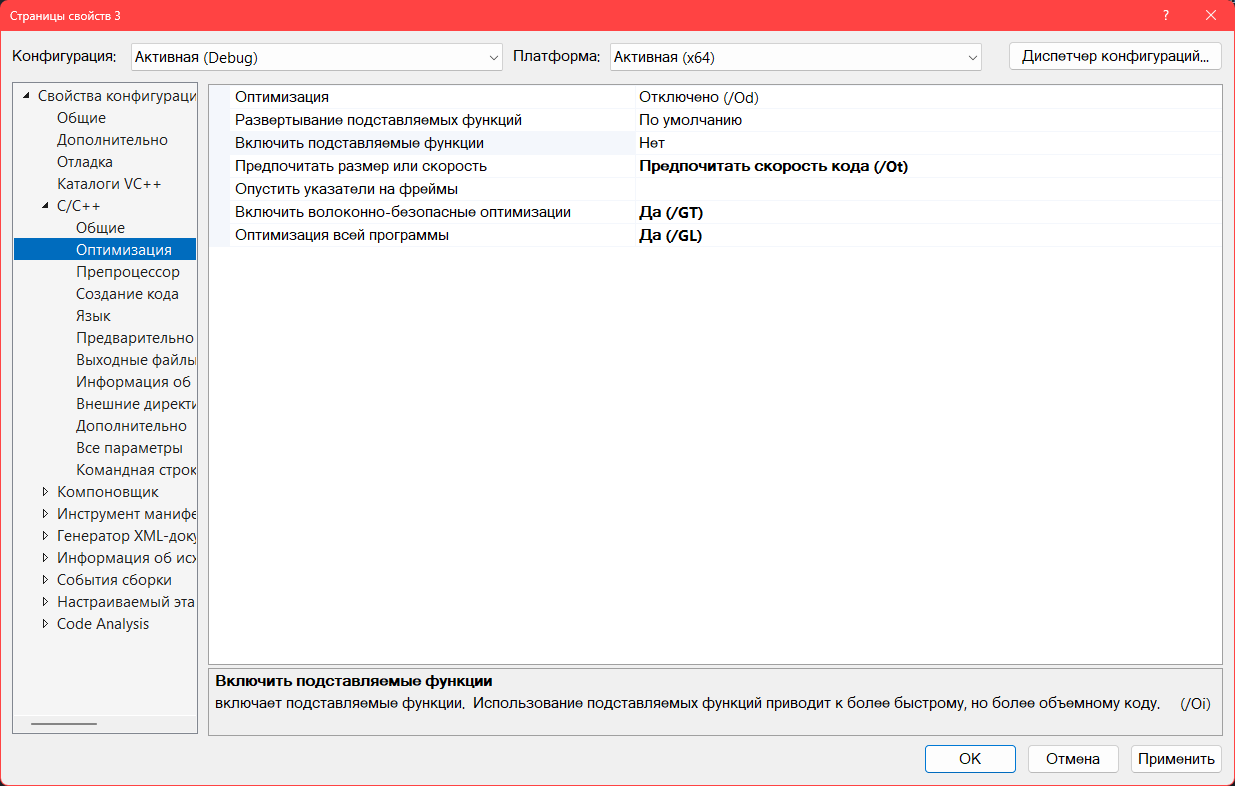 Страницы свойств 3
?
Конфигурация: Активная (Debug) Платформа: Активная (x64) Диспетчер конфигураций...
Свойства конфигураци
Общие
Дополнительно
Отладка
Каталоги VC++
C/C++
Общие
Оптимизация
Препроцессор
Создание кода
Язык
Предварительно
Выходные файлы
Информация об
Внешние директи
Дополнительно
Все параметры
Командная строк
Компоновщик
Инструмент манифе
Генератор XML-доку
Информация об исх
События сборки
Настраиваемый эта
Code Analysis
Оптимизация Отключено (/Od)
Развертывание подставляемых функций По умолчанию
Включить подставляемые функции Нет
Предпочитать размер или скорость Предпочитать скорость кода (/Ot)
Опустить указатели на фреймы
Включить волоконно-безопасные оптимизации Да (/GT)
Оптимизация всей программы Да (/GL)
Включить подставляемые функции
включает подставляемые функции. Использование подставляемых функций приводит к более быстрому, но более объемному коду. (/Oi)
ОК Отмена Применить